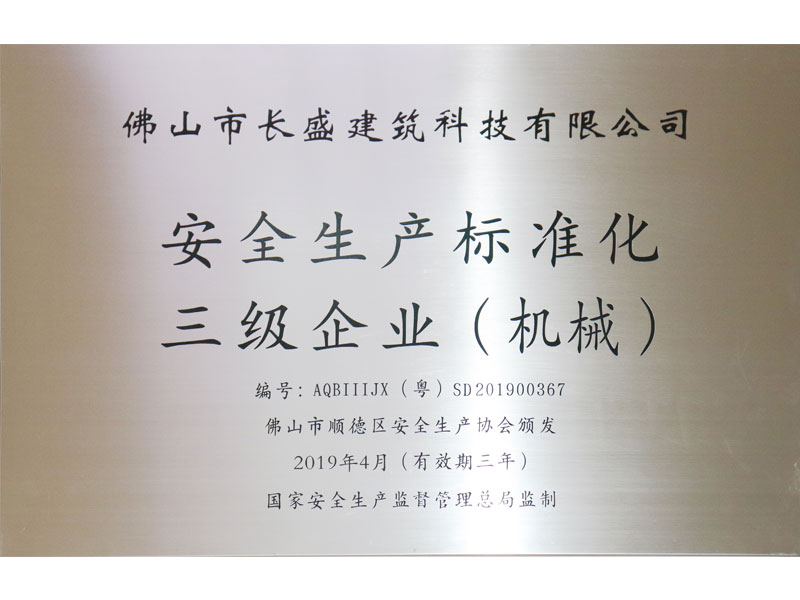 佛山市长盛建筑科技有限公司
安全生产标准化
三级企业（机械）
编号：AQBIIIJX（粤）SD201900367
佛山市顺德区安全生产协会颁发
2019年4月（有效期三年）
国家安全生产监督管理总局监制